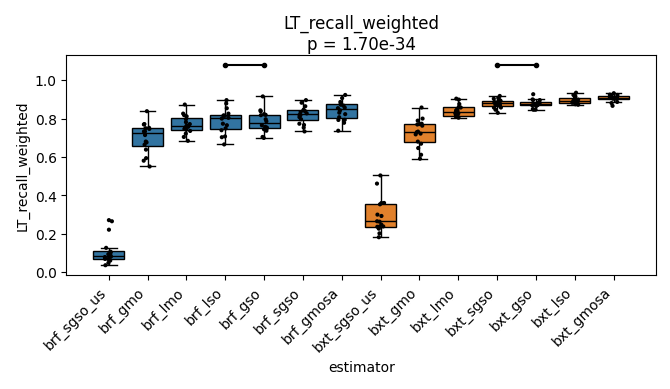 LT_recall_weighted
p = 1.70e-34
LT_recall_weighted
1.0
0.8
0.6
0.4
0.2
0.0
brf_sgso_us
brf_gmo
brf_lmo
brf_lso
brf_gso
brf_sgso
brf_gmosa
bxt_sgso_us
bxt_gmo
bxt_lmo
bxt_sgso
bxt_gso
bxt_lso
bxt_gmosa
estimator